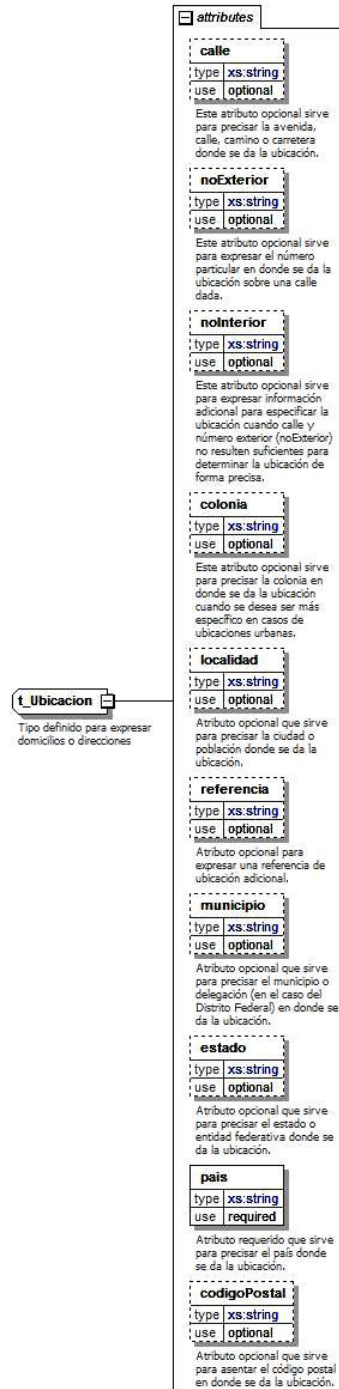 attributes
calle
type xs:string
use optional
Este atributo opcional sirve
para precisar la avenida,
calle, camino o carretera
donde se da la ubicación.
noExterior
type xs:string
use optional
Este atributo opcional sirve
para expresar el número
particular en donde se da la
ubicación sobre una calle
dada.
noInterior
type xs:string
use optional
Este atributo opcional sirve
para expresar información
adicional para especificar la
ubicación cuando calle y
número exterior (noExterior)
no resulten suficientes para
determinar la ubicación de
forma precisa.
colonia
type xs:string
use optional
Este atributo opcional sirve
para precisar la colonia en
donde se da la ubicación
cuando se desea ser más
específico en casos de
ubicaciones urbanas.
localidad
type xs:string
use optional
Atributo opcional que sirve
para precisar la ciudad o
población donde se da la
ubicación.
t_Ubicacion
Tipo definido para expresar
domicilios o direcciones
referencia
type xs:string
use optional
Atributo opcional para
expresar una referencia de
ubicación adicional.
municipio
type xs:string
use optional
Atributo opcional que sirve
para precisar el municipio o
delegación (en el caso del
Distrito Federal) en donde se
da la ubicación.
estado
type xs:string
use optional
Atributo opcional que sirve
para precisar el estado o
entidad federativa donde se
da la ubicación.
pais
type xs:string
use required
Atributo requerido que sirve
para precisar el país donde
se da la ubicación.
codigoPostal
type xs:string
use optional
Atributo opcional que sirve
para asentar el código postal
en donde se da la ubicación.